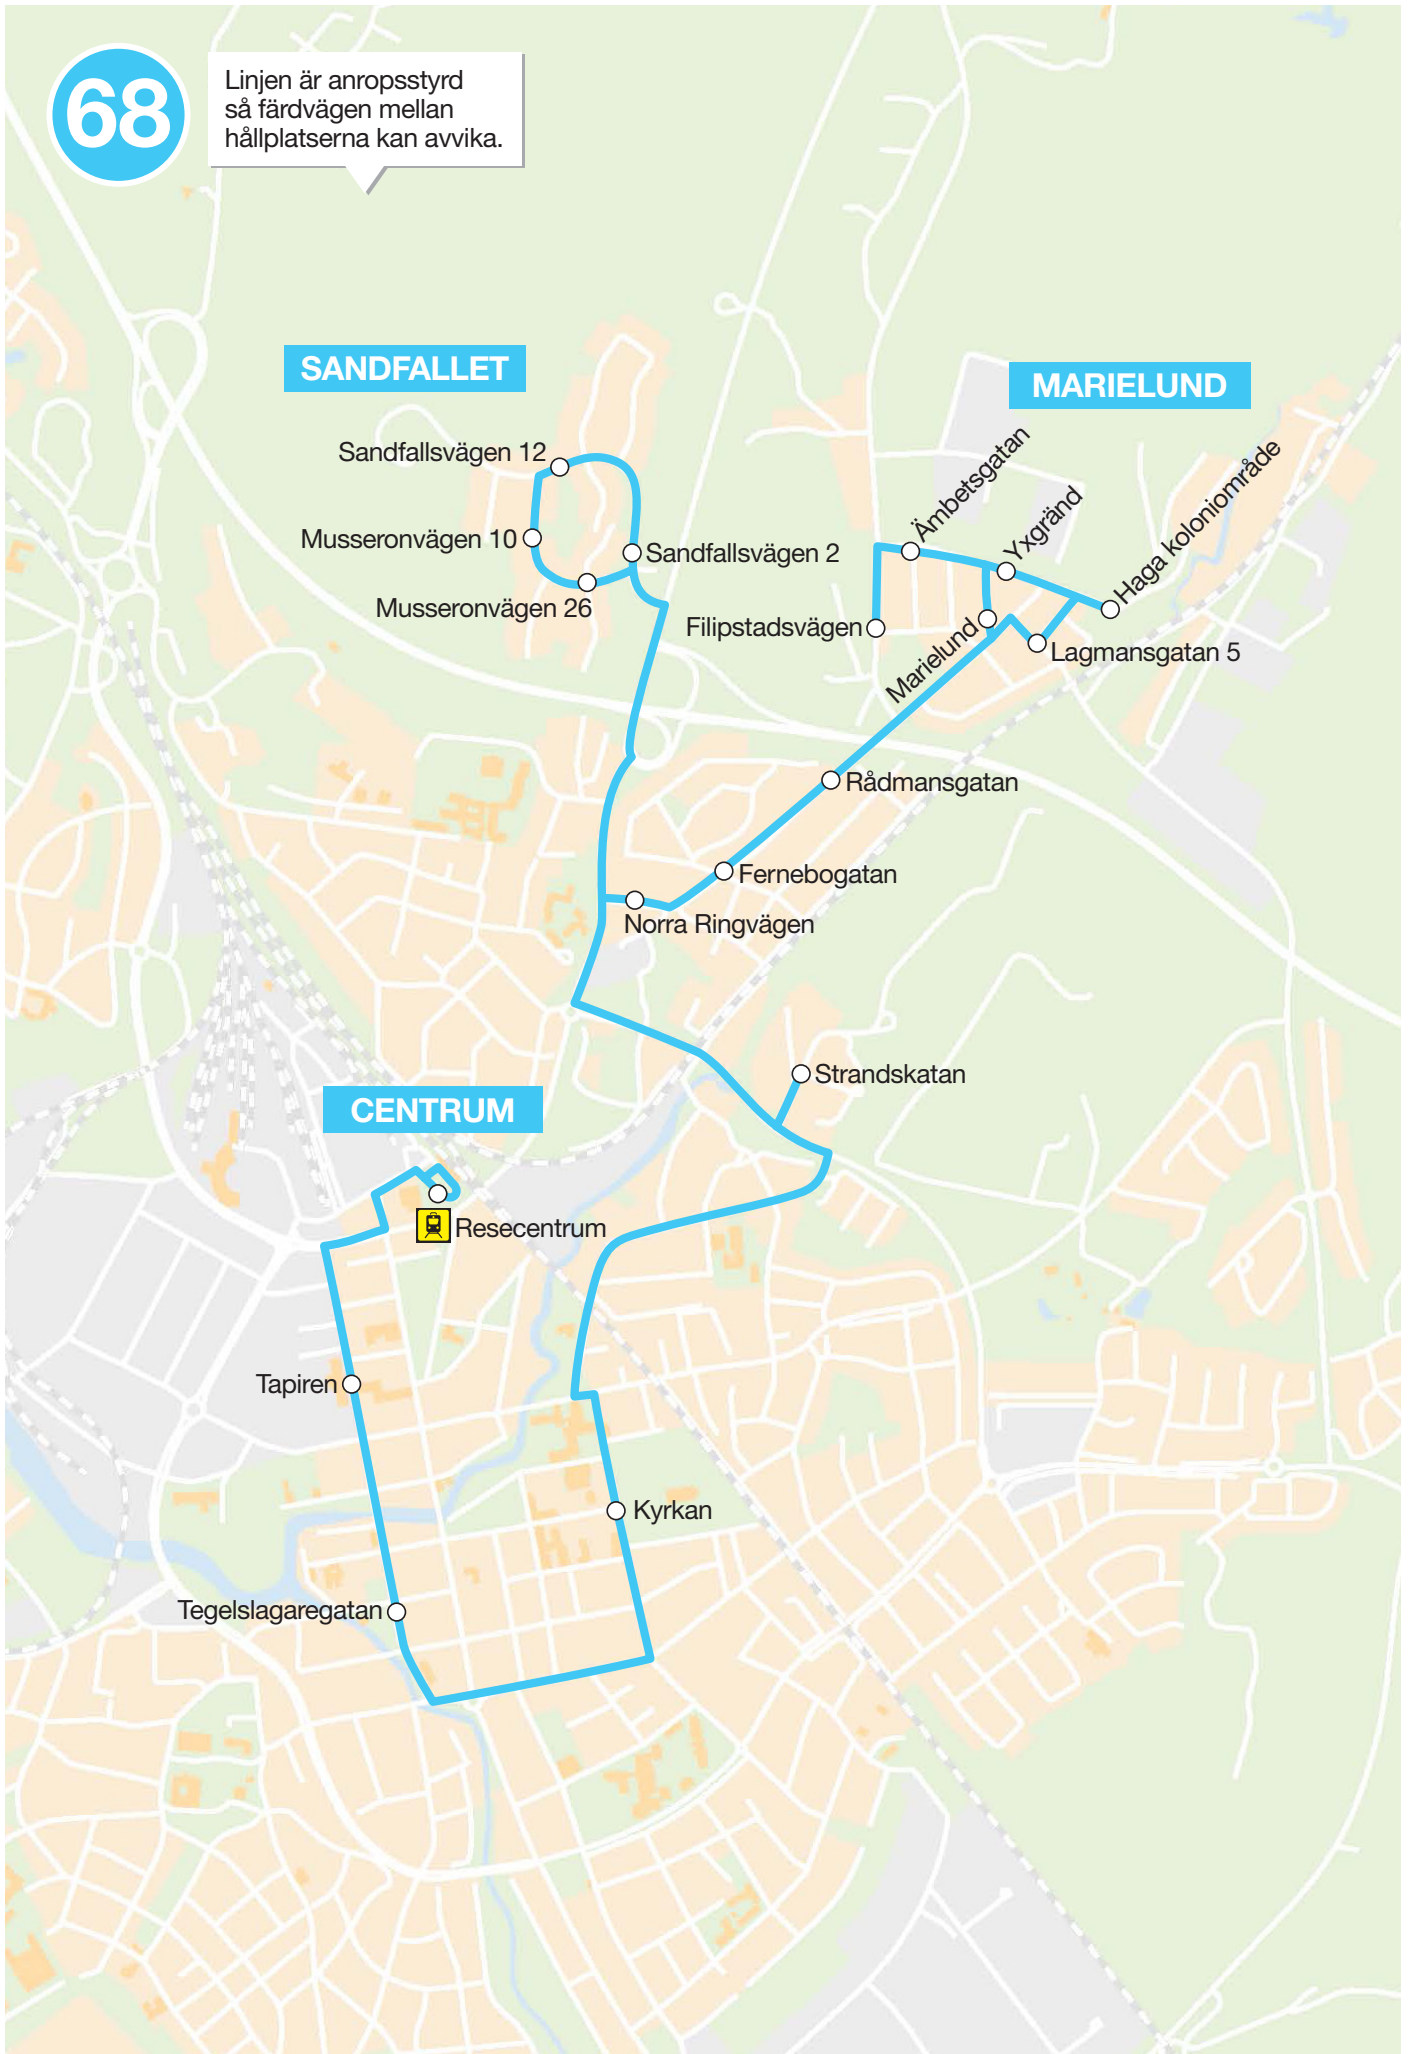 68
Linjen är anropsstyrd
så färdvägen mellan
hållplatserna kan avvika.
SANDFALLET
MARIELUND
Sandfallsvägen 12
Musseronvägen 10
Sandfallsvägen 2
Musseronvägen 26
Ämbetsgatan
Yxgränd
Haga koloniområde
Filipstadsvägen
Marielund
Lagmansgatan 5
Rådmansgatan
Fernebogatan
Norra Ringvägen
Strandskatan
CENTRUM
Resecentrum
Tapiren
Kyrkan
Tegelslagaregatan